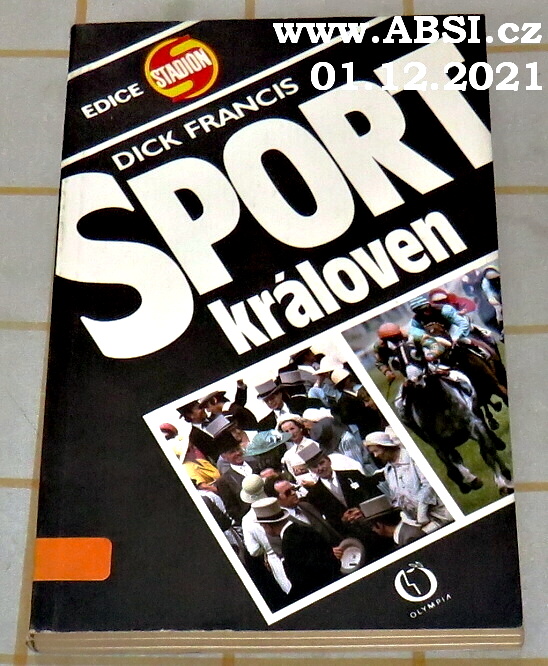 www.ABSI.cz
01.12.2021
EDICE STADION
DICK FRANCIS
SPORT
královen
OLYMPIA